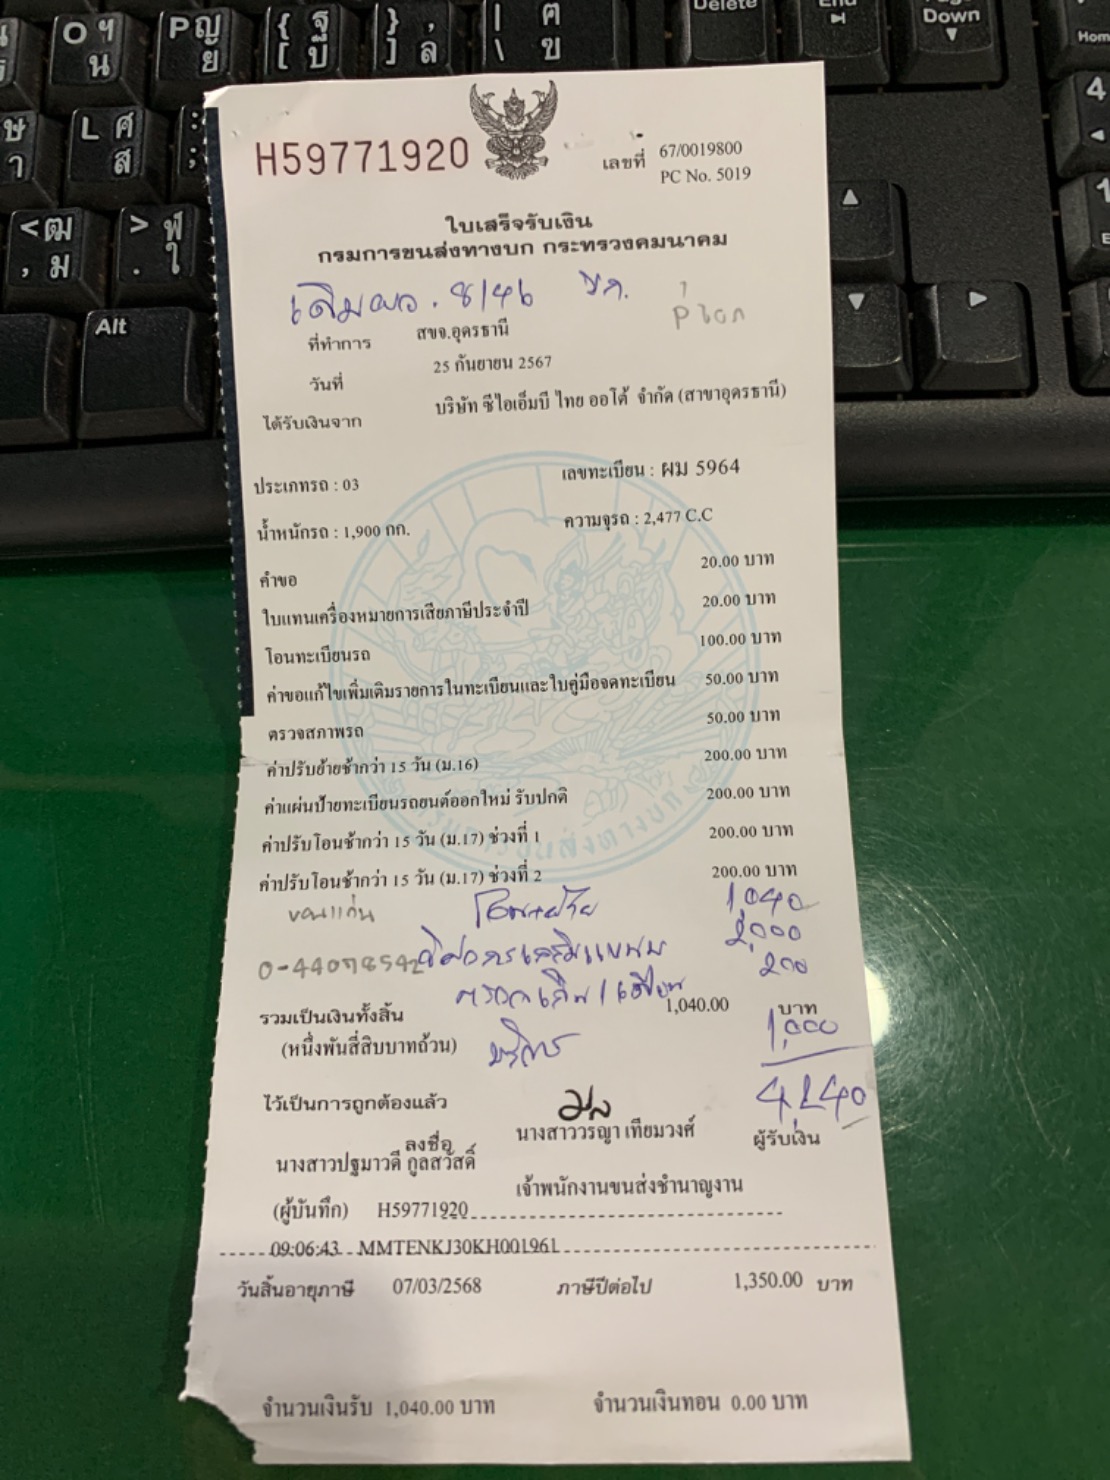 H59771920
เลขที่ 67/0019800
PC No. 5019
ใบเสร็จรับเงิน
กรมการขนส่งทางบก กระทรวงคมนาคม
8/46
ที่ทำการ สขจ.อุดรธานี
วันที่ 25 กันยายน 2567
ได้รับเงินจาก บริษัท ซีไอเอ็มบี ไทย ออโต้ จำกัด (สาขาอุดรธานี)
ประเภทรถ : 03 เลขทะเบียน : ผม 5964
น้ำหนักรถ : 1,900 กก. ความจุรถ : 2,477 C.C
คำขอ 20.00 บาท
ใบแทนเครื่องหมายการเสียภาษีประจำปี 20.00 บาท
โอนทะเบียนรถ 100.00 บาท
ค่าขอแก้ไขเพิ่มเติมรายการในทะเบียนและใบคู่มือจดทะเบียน 50.00 บาท
ตรวจสภาพรถ 50.00 บาท
ค่าปรับย้ายช้ากว่า 15 วัน (ม.16) 200.00 บาท
ค่าแผ่นป้ายทะเบียนรถยนต์ออกใหม่ รับปกติ 200.00 บาท
ค่าปรับโอนช้ากว่า 15 วัน (ม.17) ช่วงที่ 1 200.00 บาท
ค่าปรับโอนช้ากว่า 15 วัน (ม.17) ช่วงที่ 2 200.00 บาท
ขอนแก่น 1,040
2,000
200
รวมเป็นเงินทั้งสิ้น 1,040.00 บาท
(หนึ่งพันสี่สิบบาทถ้วน) บริการ 1,000
4,240
ไว้เป็นการถูกต้องแล้ว
ลงชื่อ นางสาววรญา เทียมวงศ์ ผู้รับเงิน
นางสาวปฐมาวดี กูลสวัสดิ์
เจ้าพนักงานขนส่งชำนาญงาน
(ผู้บันทึก) H59771920
09:06:43 MMTENKJ30KH001961
วันสิ้นอายุภาษี 07/03/2568 ภาษีปีต่อไป 1,350.00 บาท
จำนวนเงินรับ 1,040.00 บาท จำนวนเงินทอน 0.00 บาท